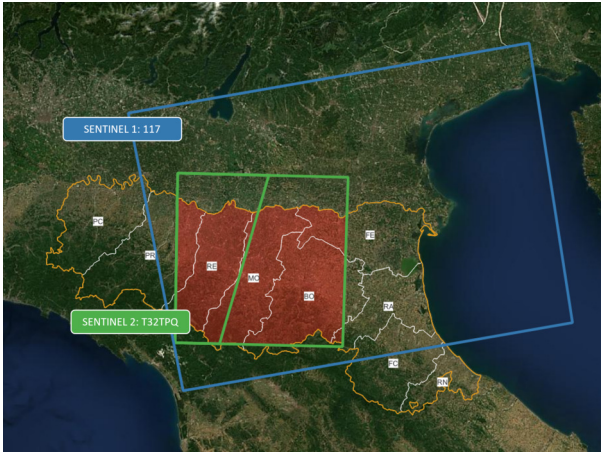 SENTINEL 1: 117
PC
PR
RE
MO
BO
FE
RA
SENTINEL 2: T32TPQ
FC
RN